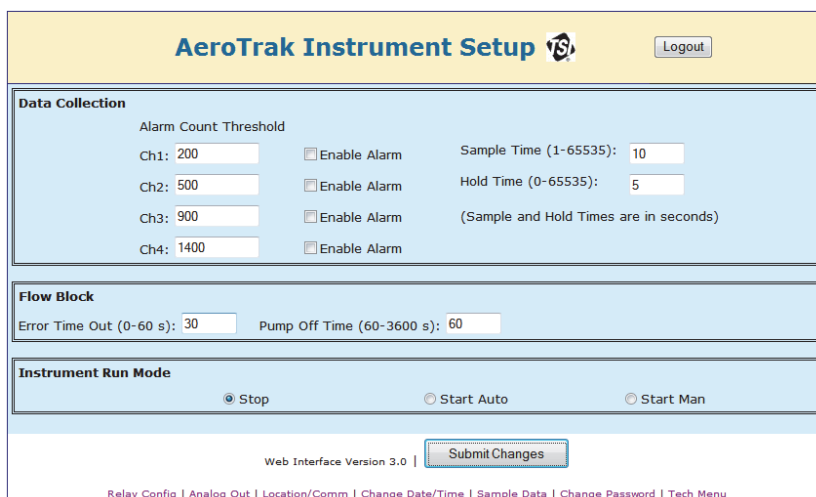 AeroTrak Instrument Setup TSI Logout
Data Collection
Alarm Count Threshold
Ch1: 200 Enable Alarm Sample Time (1-65535): 10
Ch2: 500 Enable Alarm Hold Time (0-65535): 5
Ch3: 900 Enable Alarm (Sample and Hold Times are in seconds)
Ch4: 1400 Enable Alarm
Flow Block
Error Time Out (0-60 s): 30 Pump Off Time (60-3600 s): 60
Instrument Run Mode
Stop Start Auto Start Man
Web Interface Version 3.0 | Submit Changes
Relay Config | Analog Out | Location/Comm | Change Date/Time | Sample Data | Change Password | Tech Menu